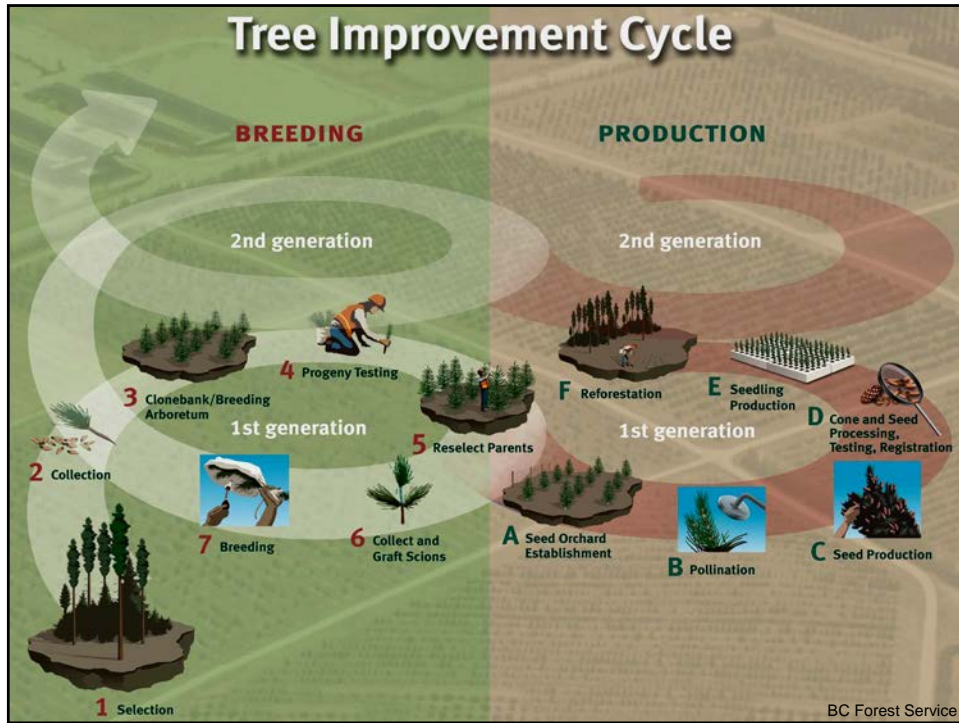 Tree Improvement Cycle
BREEDING
PRODUCTION
2nd generation
2nd generation
3 Clonebank/Breeding
Arboretum
4 Progeny Testing
F Reforestation
E Seedling
Production
D Cone and Seed
Processing,
Testing, Registration
2 Collection
1st generation
5 Reselect Parents
1st generation
7 Breeding
6 Collect and
Graft Scions
A Seed Orchard
Establishment
B Pollination
C Seed Production
1 Selection
BC Forest Service